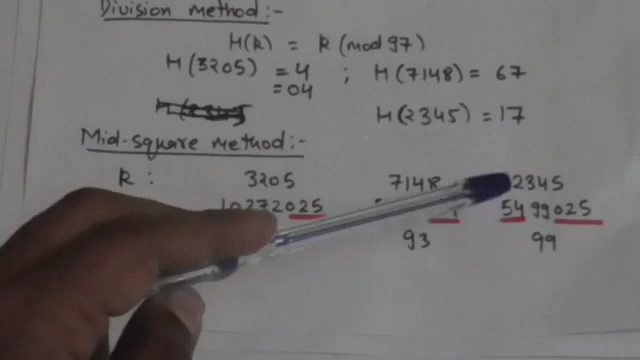 Division method:-
H(k) = k (mod 97)
H(3205) = 4 ; H(7148) = 67
= 04
H(2345) = 17
Mid-square method:-
k : 3205 7148 2345
10272025 5499025
93 99